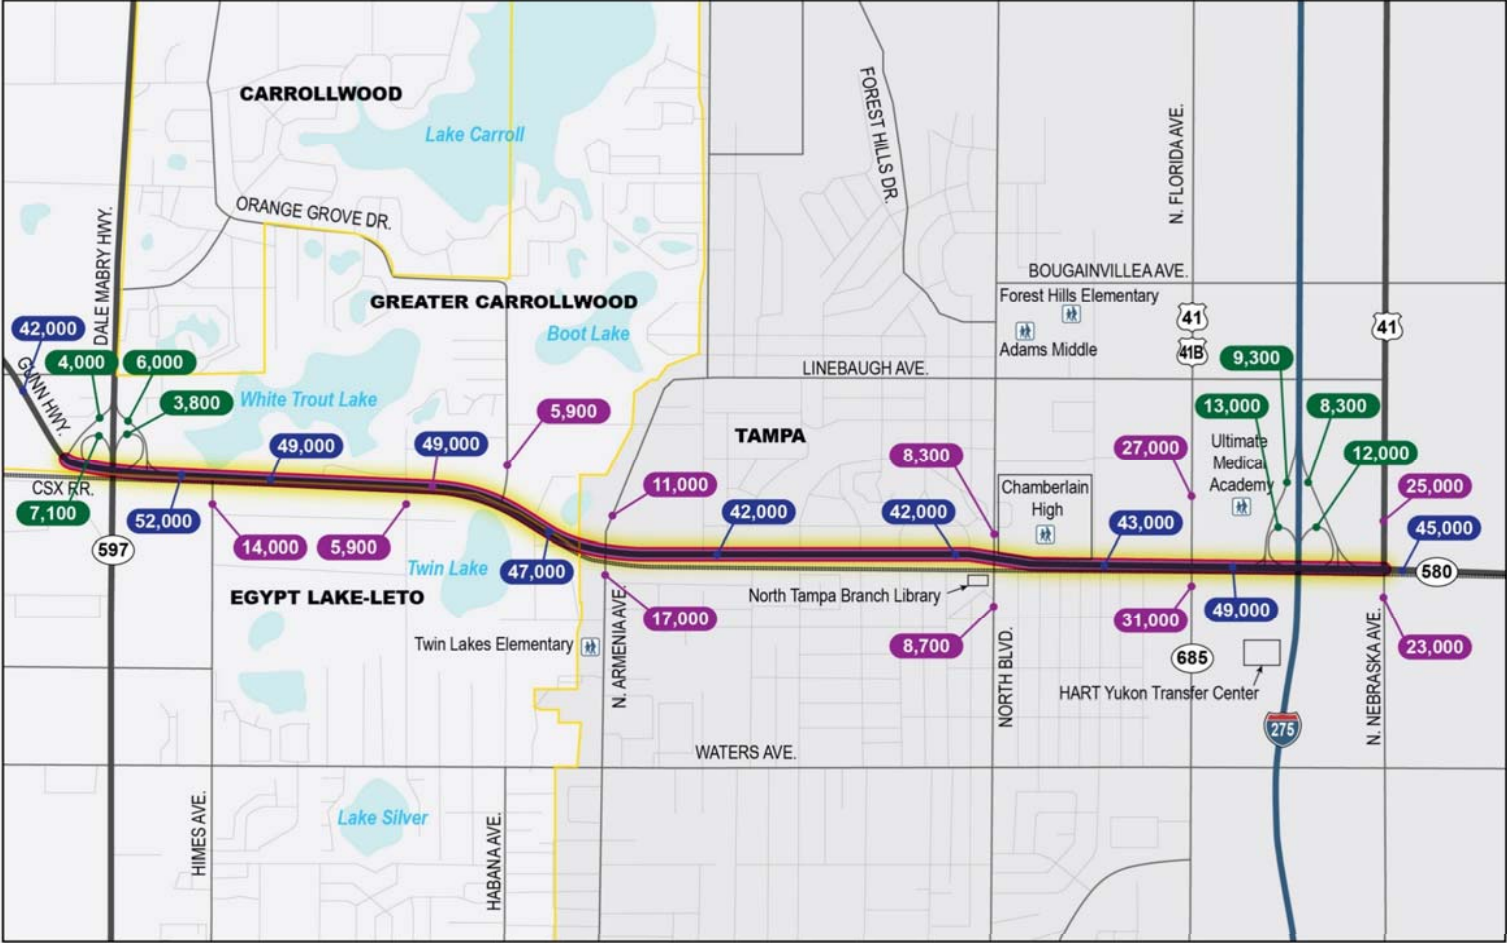 CARROLLWOOD
Lake Carroll
FOREST HILLS DR.
N. FLORIDA AVE.
ORANGE GROVE DR.
DALE MABRY HWY.
BOUGAINVILLEA AVE.
GREATER CARROLLWOOD
Forest Hills Elementary
Boot Lake
41
41
42,000
Adams Middle
41B
9,300
4,000
6,000
LINEBAUGH AVE.
GUNN HWY.
3,800
White Trout Lake
5,900
13,000
8,300
TAMPA
49,000
49,000
8,300
27,000
Ultimate
Medical
Academy
12,000
CSX RR.
11,000
Chamberlain
High
25,000
7,100
52,000
42,000
42,000
43,000
45,000
597
14,000
5,900
Twin Lake
47,000
580
EGYPT LAKE-LETO
North Tampa Branch Library
49,000
17,000
31,000
Twin Lakes Elementary
8,700
23,000
N. ARMENIA AVE.
685
NORTH BLVD.
HART Yukon Transfer Center
N. NEBRASKA AVE.
275
WATERS AVE.
Lake Silver
HIMES AVE.
HABANA AVE.